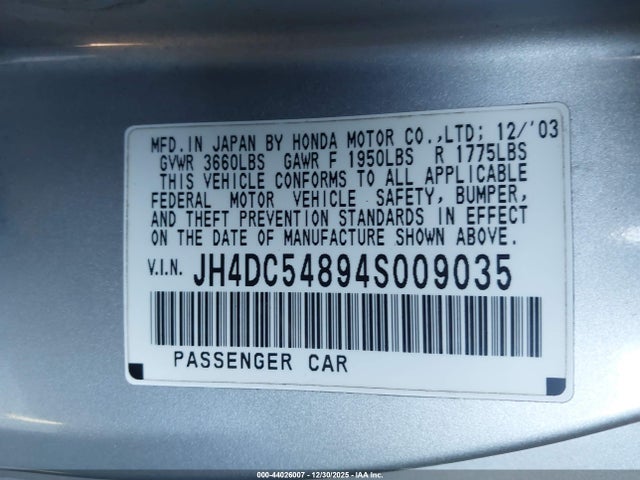 MFD.IN JAPAN BY HONDA MOTOR CO.,LTD; 12/'03
GVWR 3660LBS GAWR F 1950LBS R 1775LBS
THIS VEHICLE CONFORMS TO ALL APPLICABLE
FEDERAL MOTOR VEHICLE SAFETY, BUMPER,
AND THEFT PREVENTION STANDARDS IN EFFECT
ON THE DATE OF MANUFACTURE SHOWN ABOVE.
V.I.N. JH4DC54894S009035
PASSENGER CAR
000-44026007 - 12/30/2025 - IAA Inc.